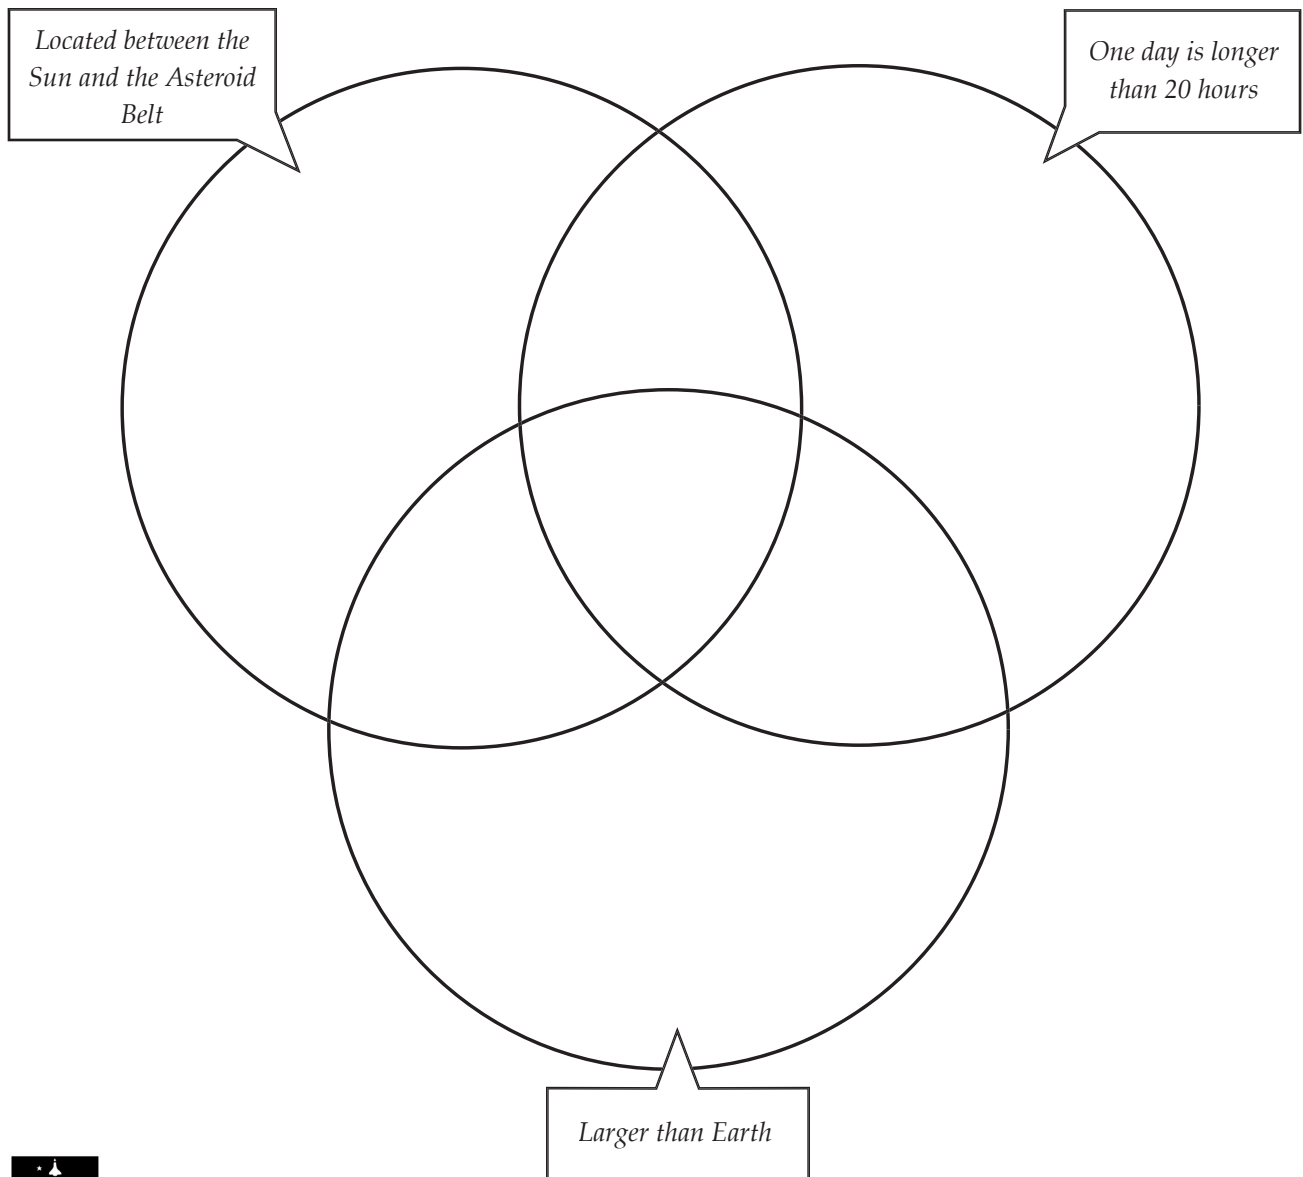 Located between the
Sun and the Asteroid
Belt
One day is longer
than 20 hours
Larger than Earth